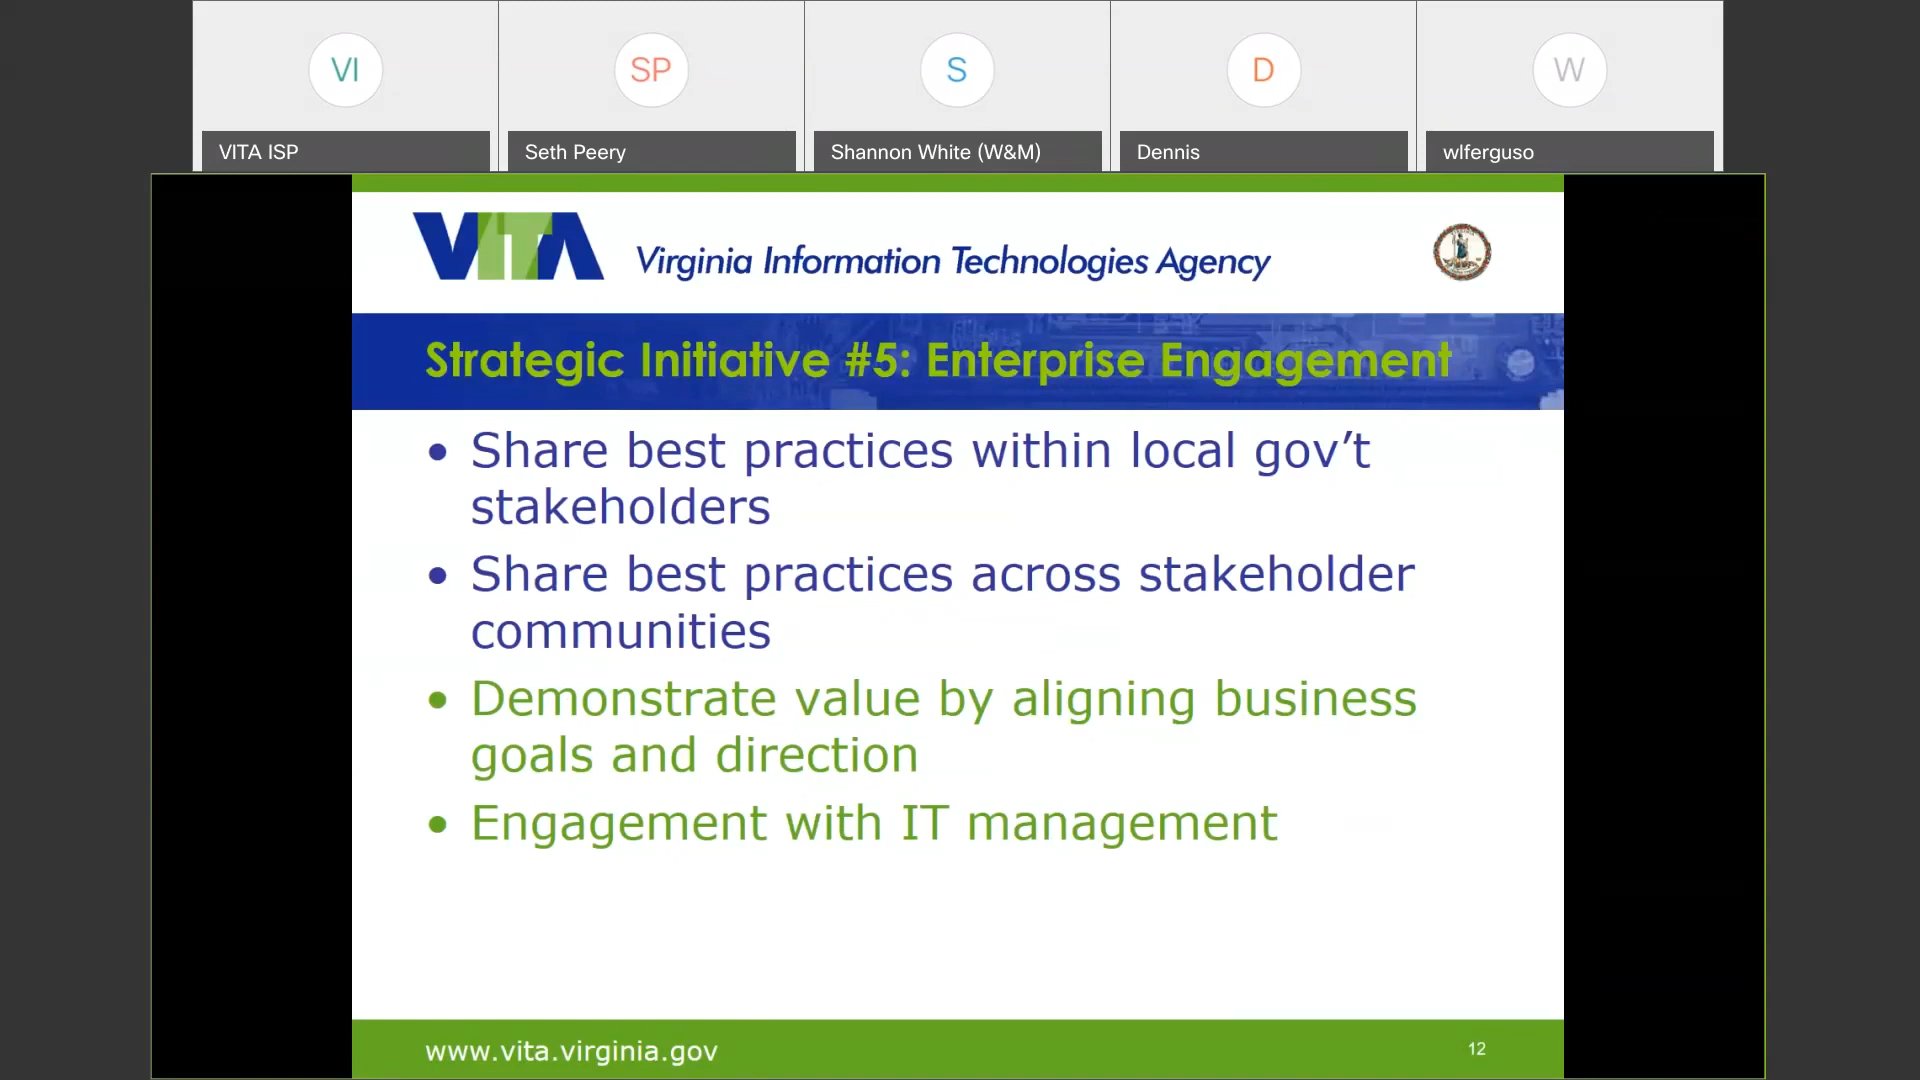 VI
SP
S
D
W
VITA ISP
Seth Peery
Shannon White (W&M)
Dennis
wlferguso
VITA
Virginia Information Technologies Agency
Strategic Initiative #5: Enterprise Engagement
• Share best practices within local gov’t
stakeholders
• Share best practices across stakeholder
communities
• Demonstrate value by aligning business
goals and direction
• Engagement with IT management
www.vita.virginia.gov
12